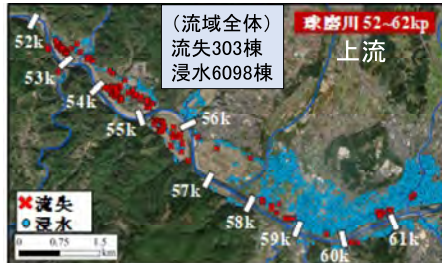 (流域全体)
流失303棟
浸水6098棟
球磨川 52~62kp
上流
52k
53k
54k
55k
56k
57k
58k
59k
60k
61k
流失
浸水
0 0.75 1.5
km